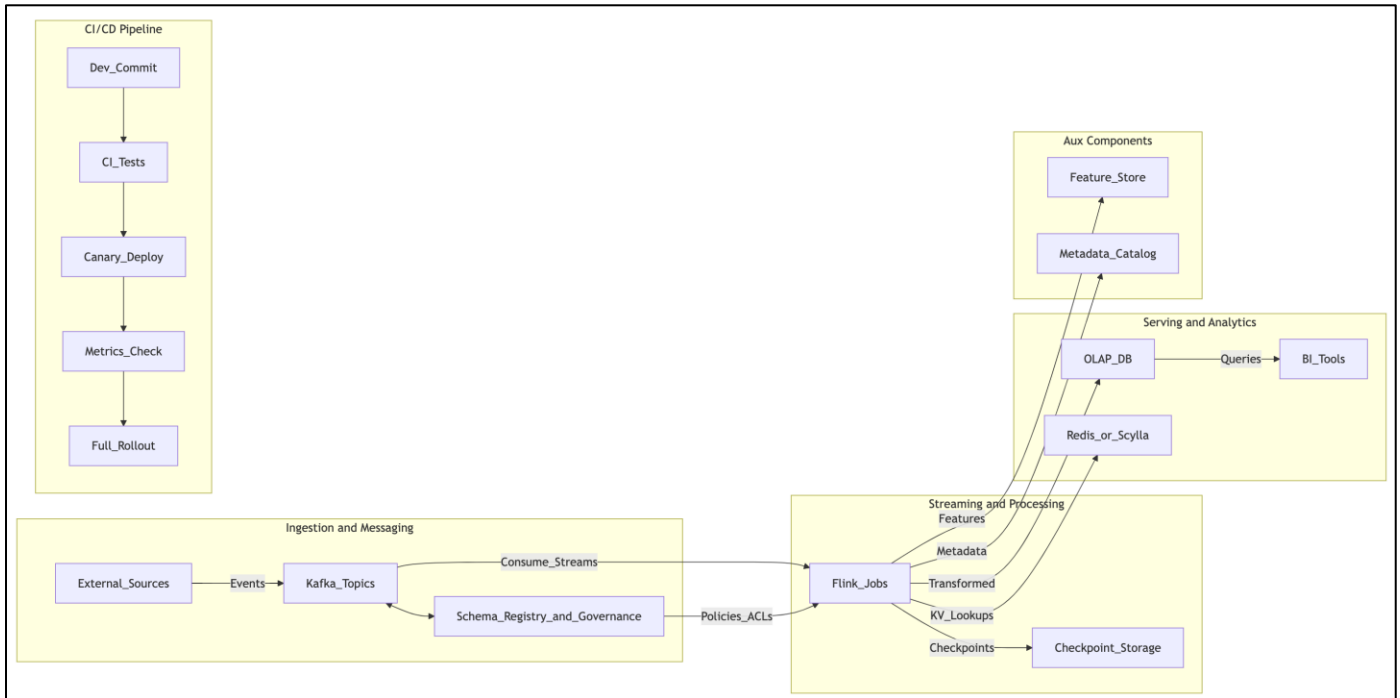 CI/CD Pipeline
Dev_Commit
CI_Tests
Canary_Deploy
Metrics_Check
Full_Rollout
Aux Components
Feature_Store
Metadata_Catalog
Serving and Analytics
OLAP_DB
Queries
BI_Tools
Redis_or_Scylla
Ingestion and Messaging
External_Sources
Events
Kafka_Topics
Consume_Streams
Schema_Registry_and_Governance
Policies_ACLs
Streaming and Processing
Flink_Jobs
Features
Metadata
Transformed
KV_Lookups
Checkpoints
Checkpoint_Storage